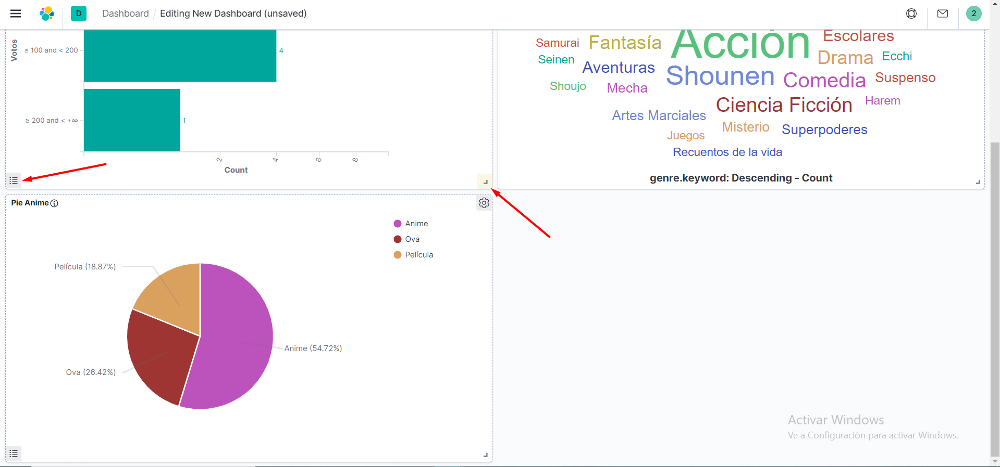 D Dashboard / Editing New Dashboard (unsaved) 2
Votos
≥ 100 and < 200
4
≥ 200 and < +∞
1
2 4 6 8
Count
Samurai Fantasía Acción Escolares
Seinen Aventuras Drama Ecchi
Shounen Comedia Suspenso
Shoujo Mecha
Ciencia Ficción Harem
Artes Marciales
Misterio Superpoderes
Juegos
Recuentos de la vida
genre.keyword: Descending - Count
Pie Anime
Anime
Ova
Película
Película (18.87%)
Anime (54.72%)
Ova (26.42%)
Activar Windows
Ve a Configuración para activar Windows.